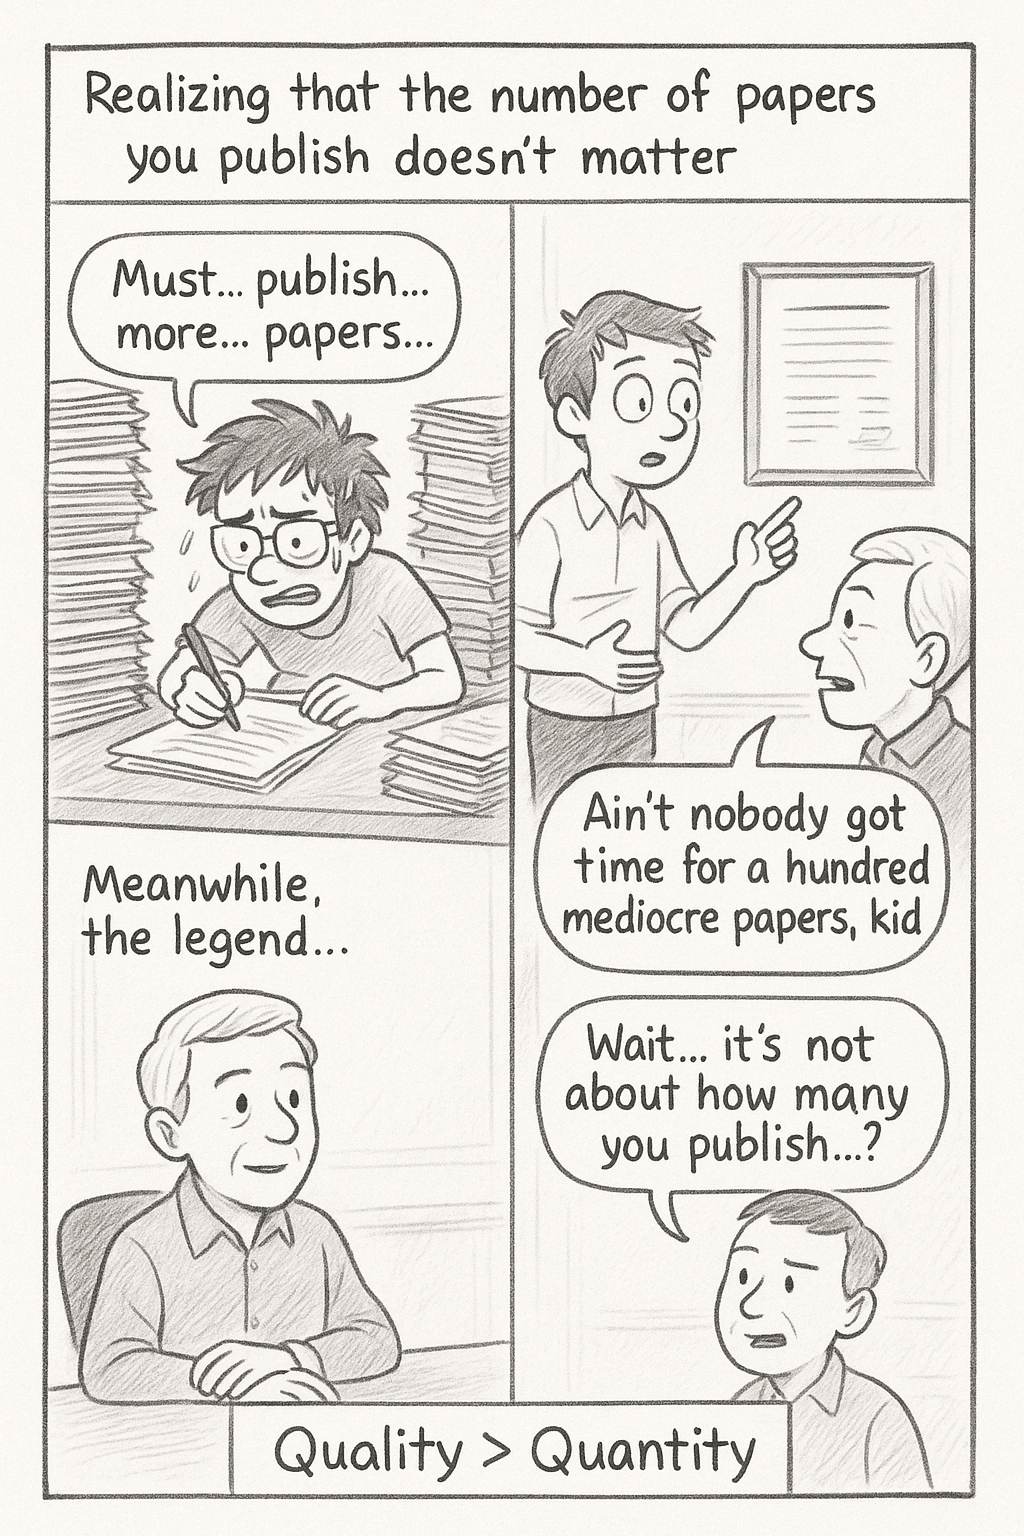 Realizing that the number of papers
you publish doesn't matter
Must... publish...
more... papers...
Meanwhile,
the legend...
Ain't nobody got
time for a hundred
mediocre papers, kid
Wait... it's not
about how many
you publish...?
Quality > Quantity